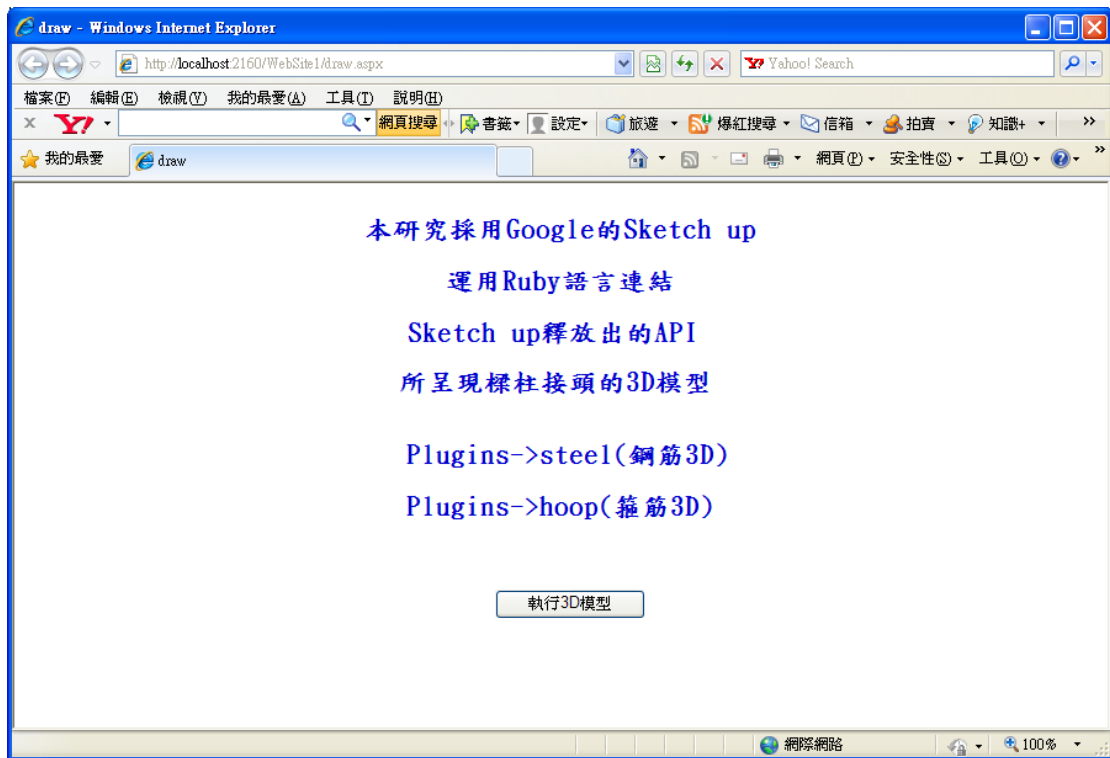 draw - Windows Internet Explorer
http://localhost:2160/WebSite1/draw.aspx
Yahoo! Search
檔案(F) 編輯(E) 檢視(V) 我的最愛(A) 工具(T) 說明(H)
x Y! 網頁搜尋 書籤 設定 旅遊 爆紅搜尋 信箱 拍賣 知識+ »
我的最愛 draw 網頁(P) 安全性(S) 工具(O) »
本研究採用Google的Sketch up
運用Ruby語言連結
Sketch up釋放出的API
所呈現樑柱接頭的3D模型
Plugins->steel(鋼筋3D)
Plugins->hoop(箍筋3D)
執行3D模型
網際網路 100%